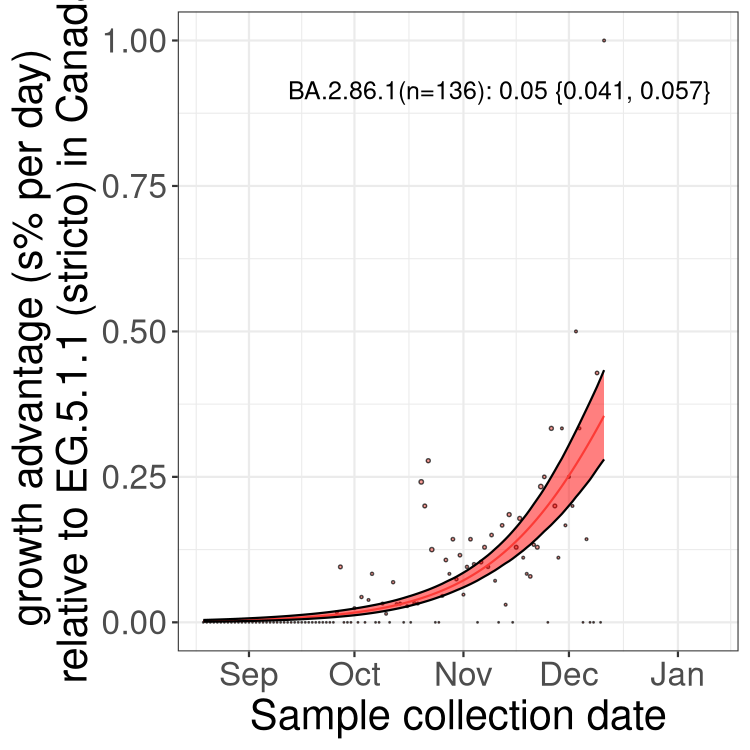 growth advantage (s% per day)
relative to EG.5.1.1 (stricto) in Canada
1.00
0.75
0.50
0.25
0.00
BA.2.86.1(n=136): 0.05 {0.041, 0.057}
Sep Oct Nov Dec Jan
Sample collection date